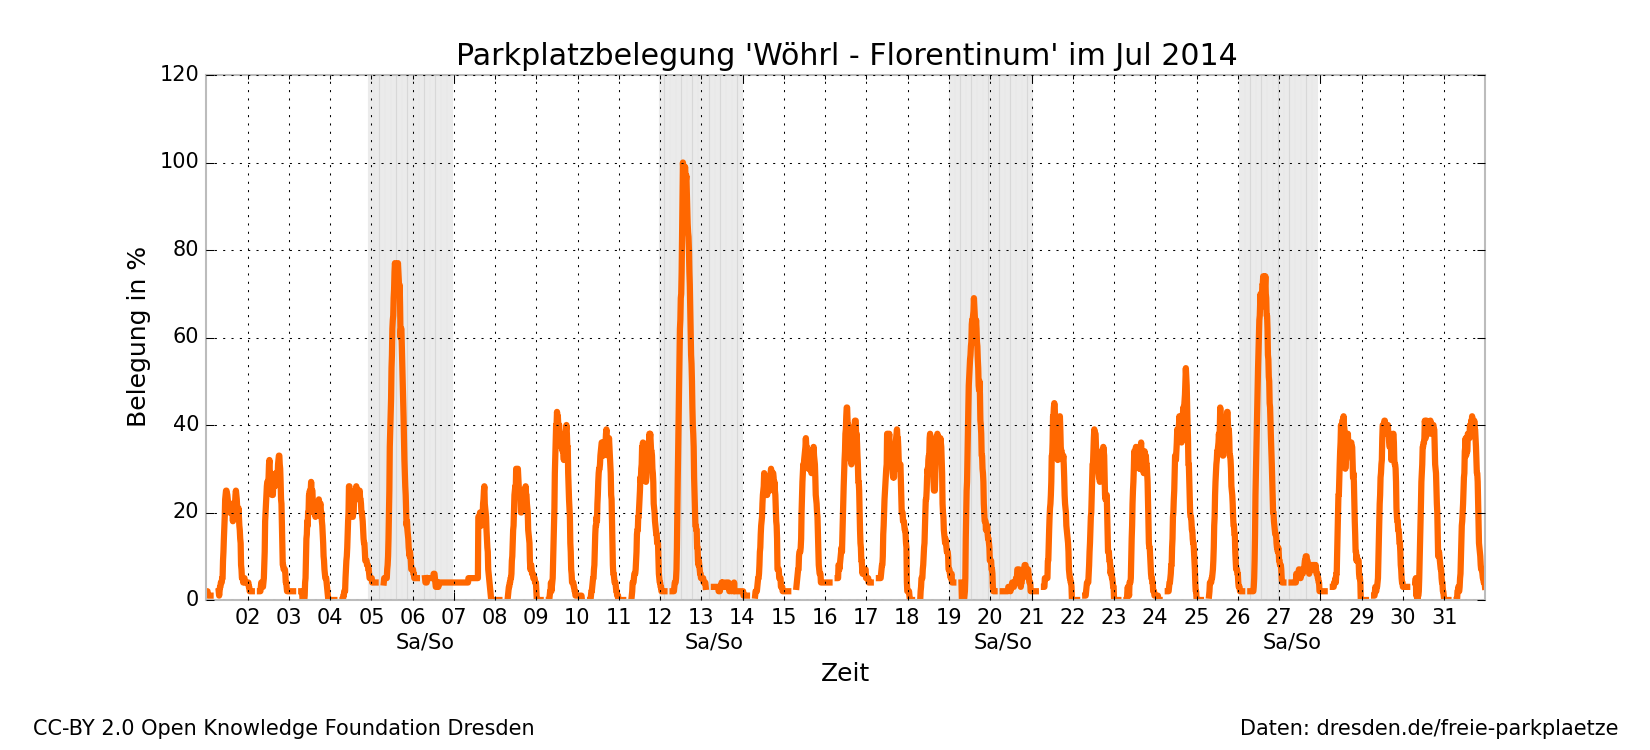 Parkplatzbelegung 'Wöhrl - Florentinum' im Jul 2014
120
100
80
60
40
20
0
Belegung in %
02 03 04 05 06 07 08 09 10 11 12 13 14 15 16 17 18 19 20 21 22 23 24 25 26 27 28 29 30 31
Sa/So Sa/So Sa/So Sa/So
Zeit
CC-BY 2.0 Open Knowledge Foundation Dresden
Daten: dresden.de/freie-parkplaetze